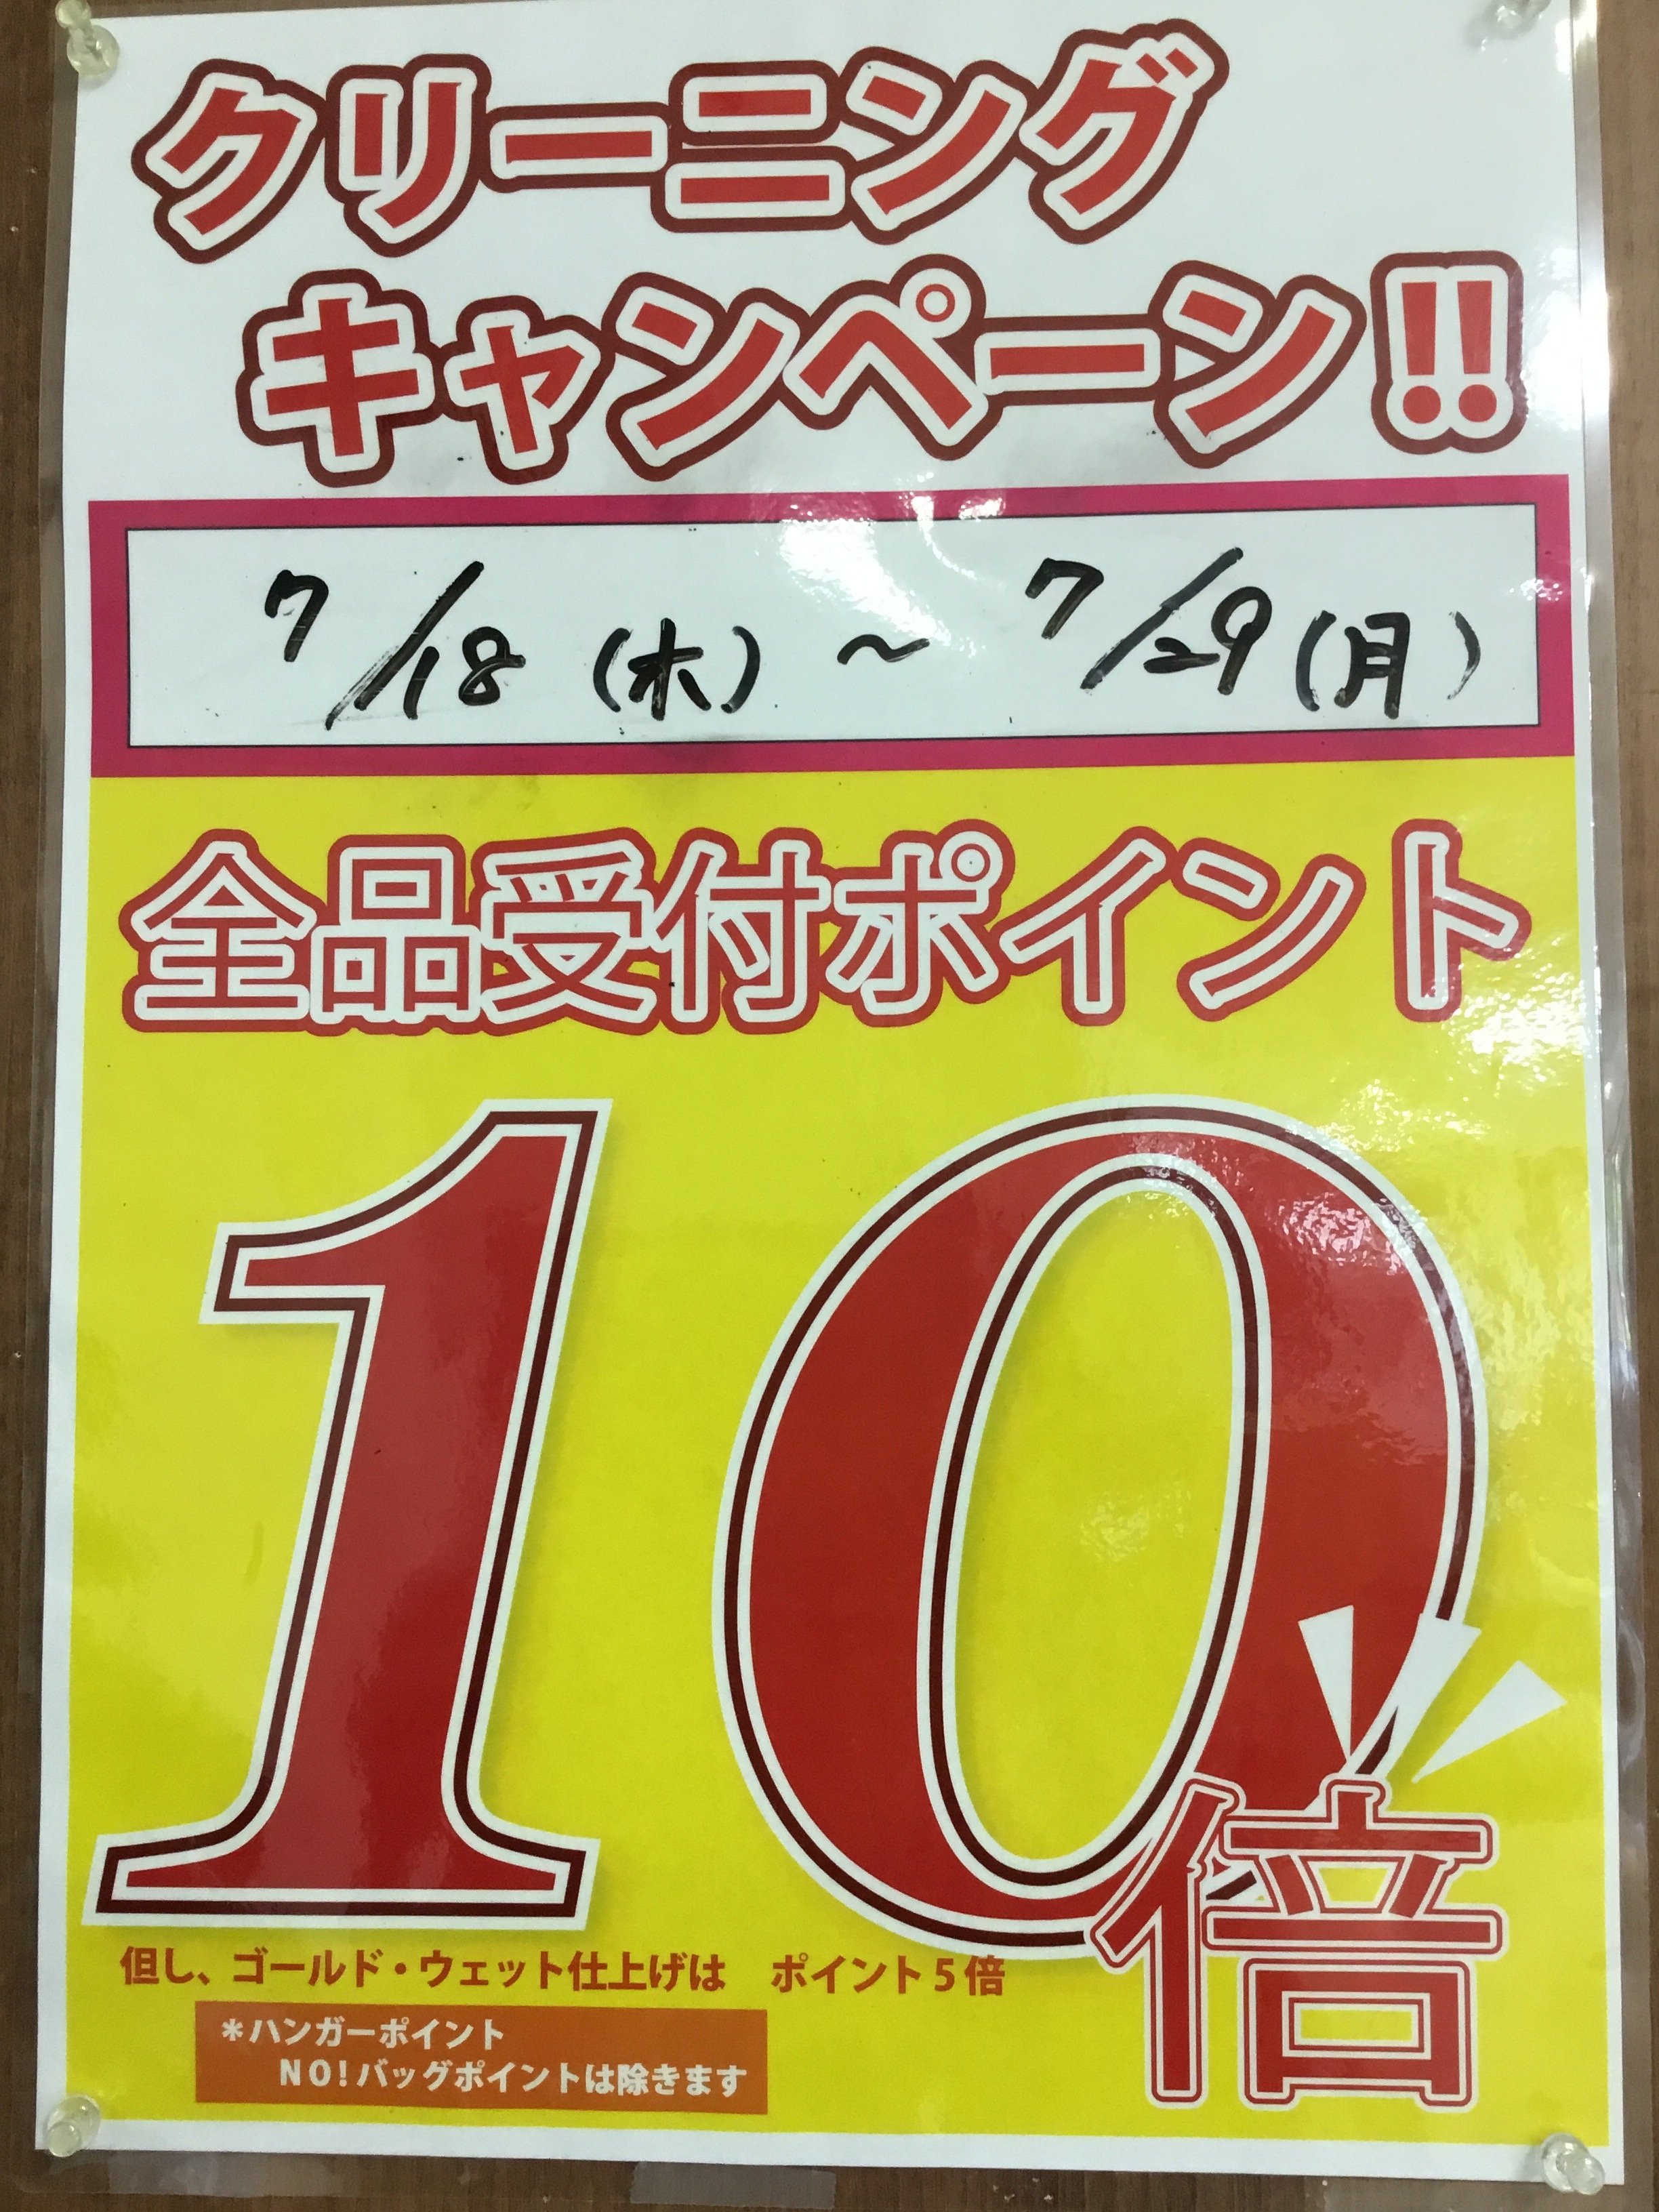 クリーニング
キャンペーン!!
7/18(木)～7/29(月)
全品受付ポイント
10倍
但し、ゴールド・ウェット仕上げは　ポイント5倍
＊ハンガーポイント
NO!バッグポイントは除きます